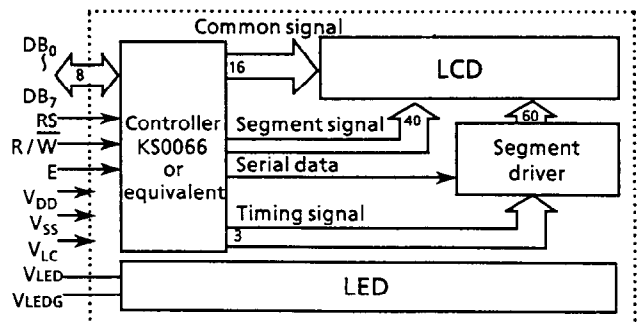 Common signal
DB0
8
16
LCD
DB7
RS
R / W
E
Controller
KS0066
or
equivalent
Segment signal
40
60
Segment
driver
Serial data
VDD
VSS
VLC
Timing signal
3
VLED
VLEDG
LED